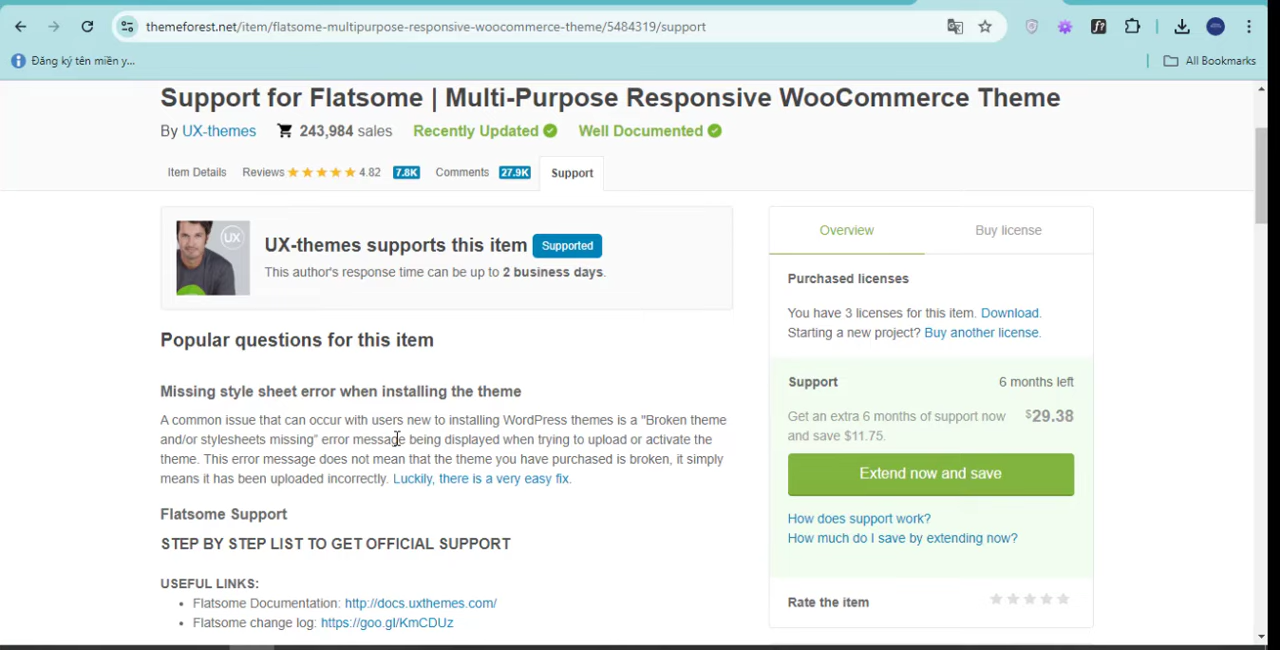 themeforest.net/item/flatsome-multipurpose-responsive-woocommerce-theme/5484319/support
Đăng ký tên miền y...
All Bookmarks
Support for Flatsome | Multi-Purpose Responsive WooCommerce Theme
By UX-themes 243,984 sales Recently Updated Well Documented
Item Details Reviews 4.82 7.8K Comments 27.9K Support
UX
UX-themes supports this item Supported
This author's response time can be up to 2 business days.
Popular questions for this item
Missing style sheet error when installing the theme
A common issue that can occur with users new to installing WordPress themes is a "Broken theme
and/or stylesheets missing" error message being displayed when trying to upload or activate the
theme. This error message does not mean that the theme you have purchased is broken, it simply
means it has been uploaded incorrectly. Luckily, there is a very easy fix.
Flatsome Support
STEP BY STEP LIST TO GET OFFICIAL SUPPORT
USEFUL LINKS:
• Flatsome Documentation: http://docs.uxthemes.com/
• Flatsome change log: https://goo.gl/KmCDUz
Overview Buy license
Purchased licenses
You have 3 licenses for this item. Download.
Starting a new project? Buy another license.
Support 6 months left
Get an extra 6 months of support now $29.38
and save $11.75.
Extend now and save
How does support work?
How much do I save by extending now?
Rate the item